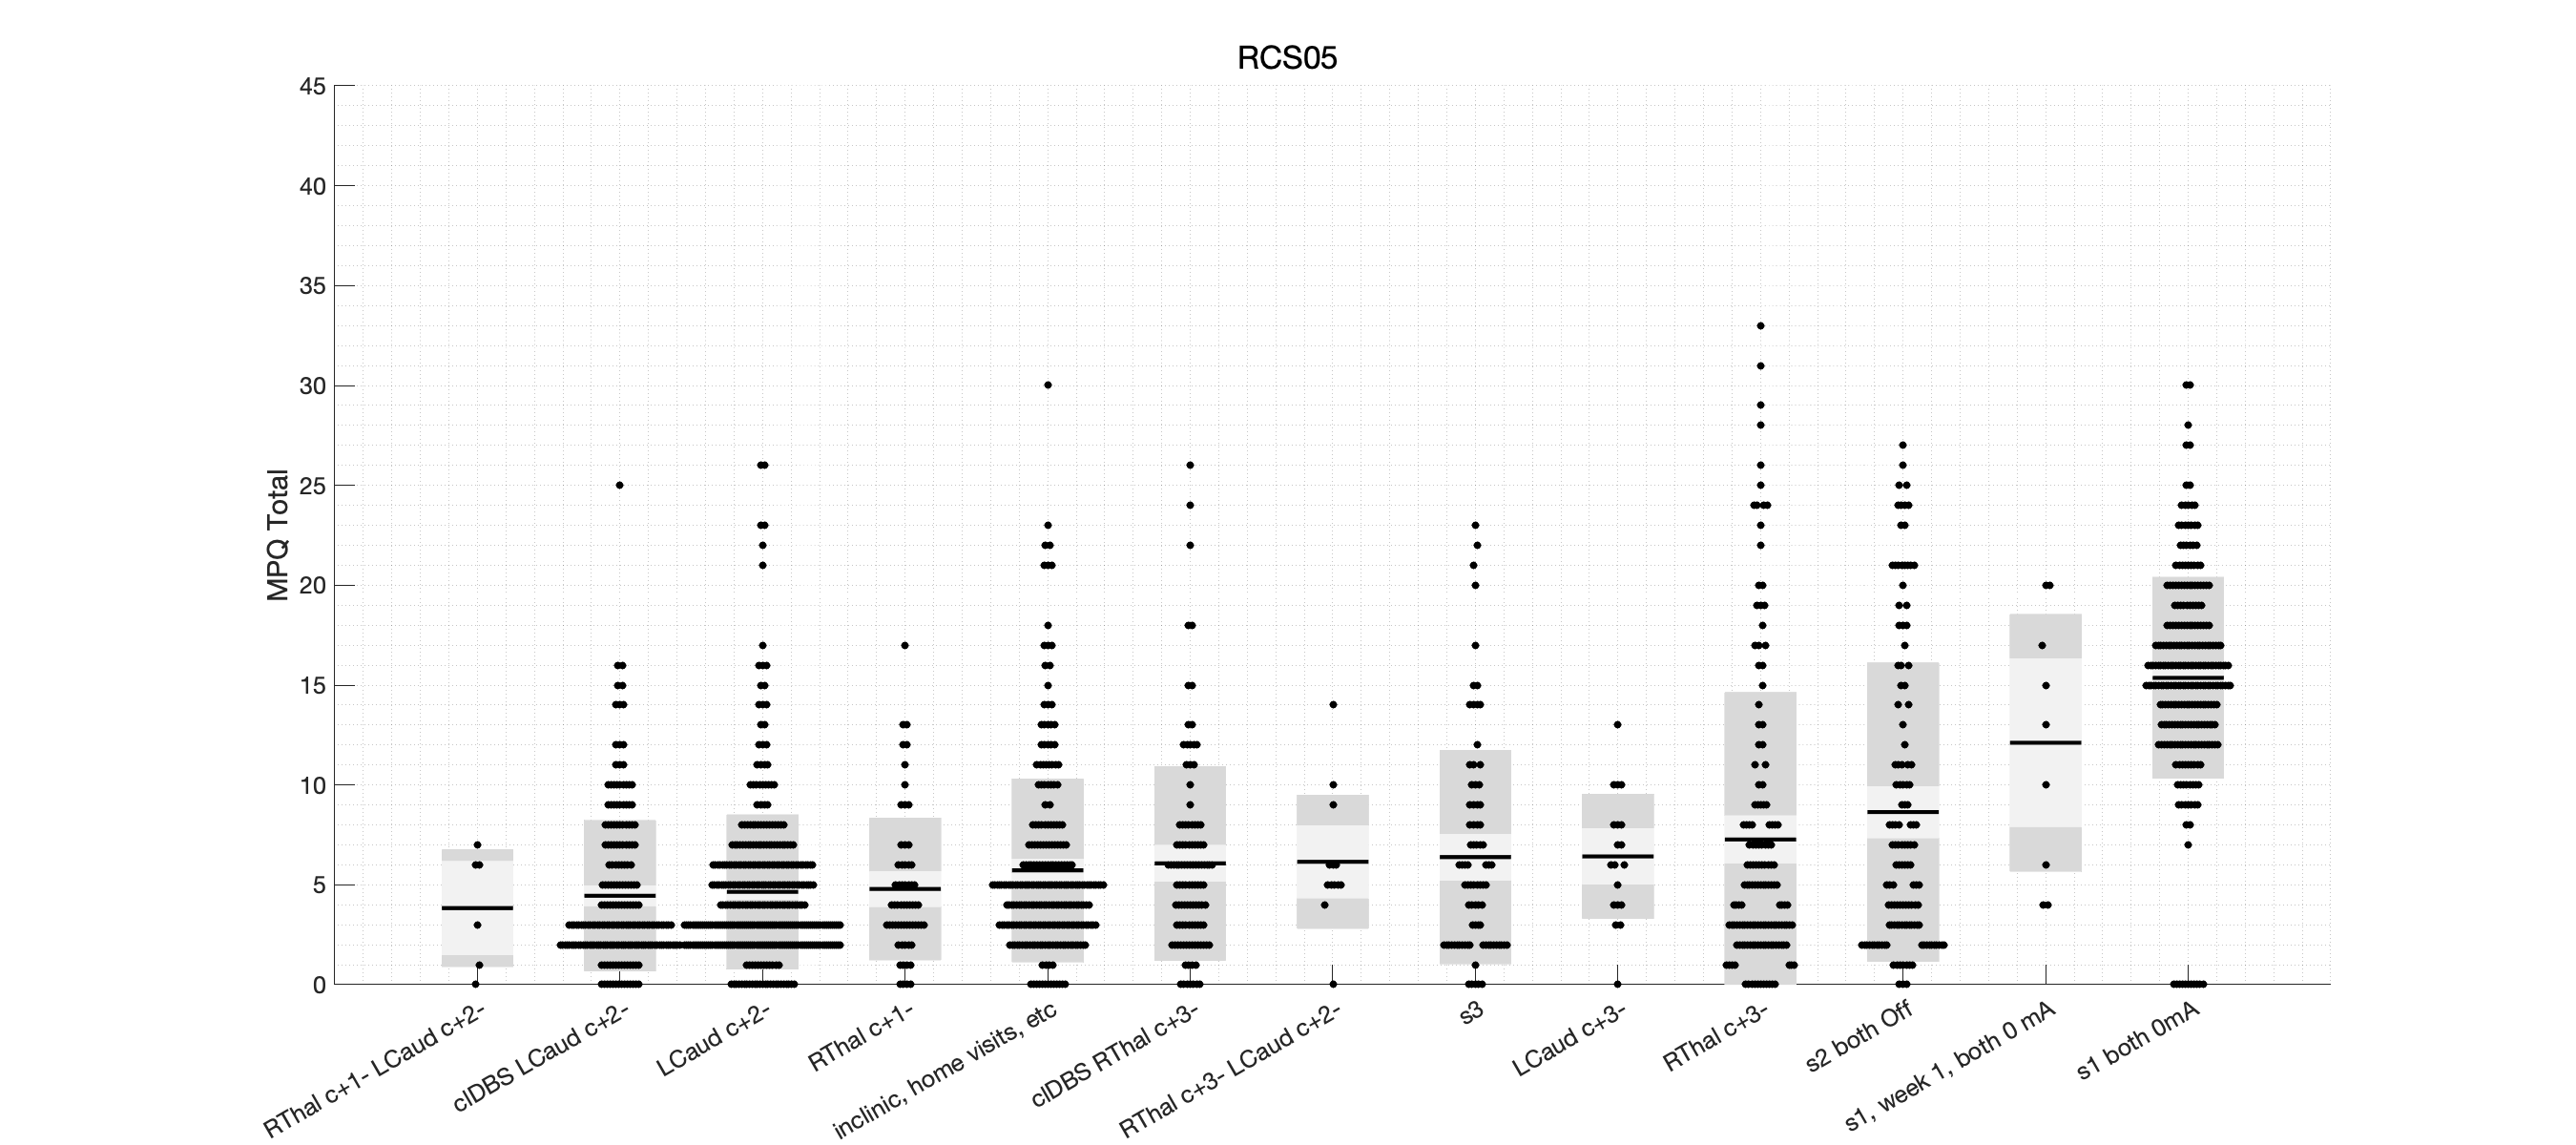 RCS05
MPQ Total
45
40
35
30
25
20
15
10
5
0
RThal c+1- LCaud c+2-
clDBS LCaud c+2-
LCaud c+2-
RThal c+1-
inclinic, home visits, etc
clDBS RThal c+3-
RThal c+3- LCaud c+2-
s3
LCaud c+3-
RThal c+3-
s2 both Off
s1, week 1, both 0 mA
s1 both 0mA